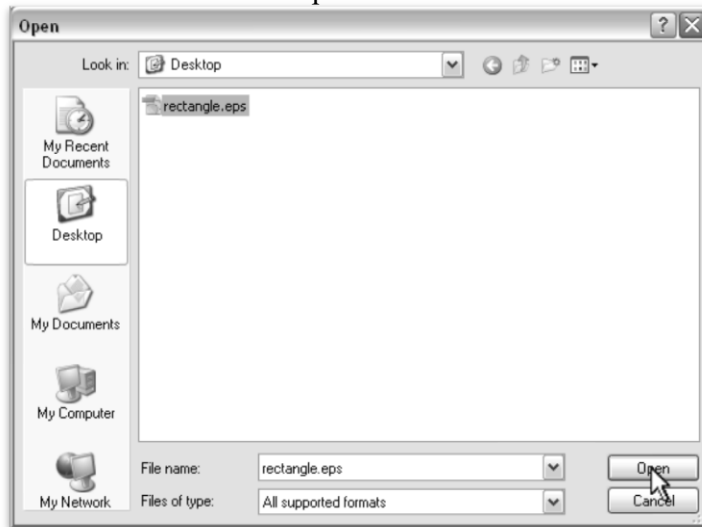 Open
Look in:
Desktop
rectangle.eps
My Recent
Documents
Desktop
My Documents
My Computer
My Network
File name:
rectangle.eps
Open
Files of type:
All supported formats
Cancel